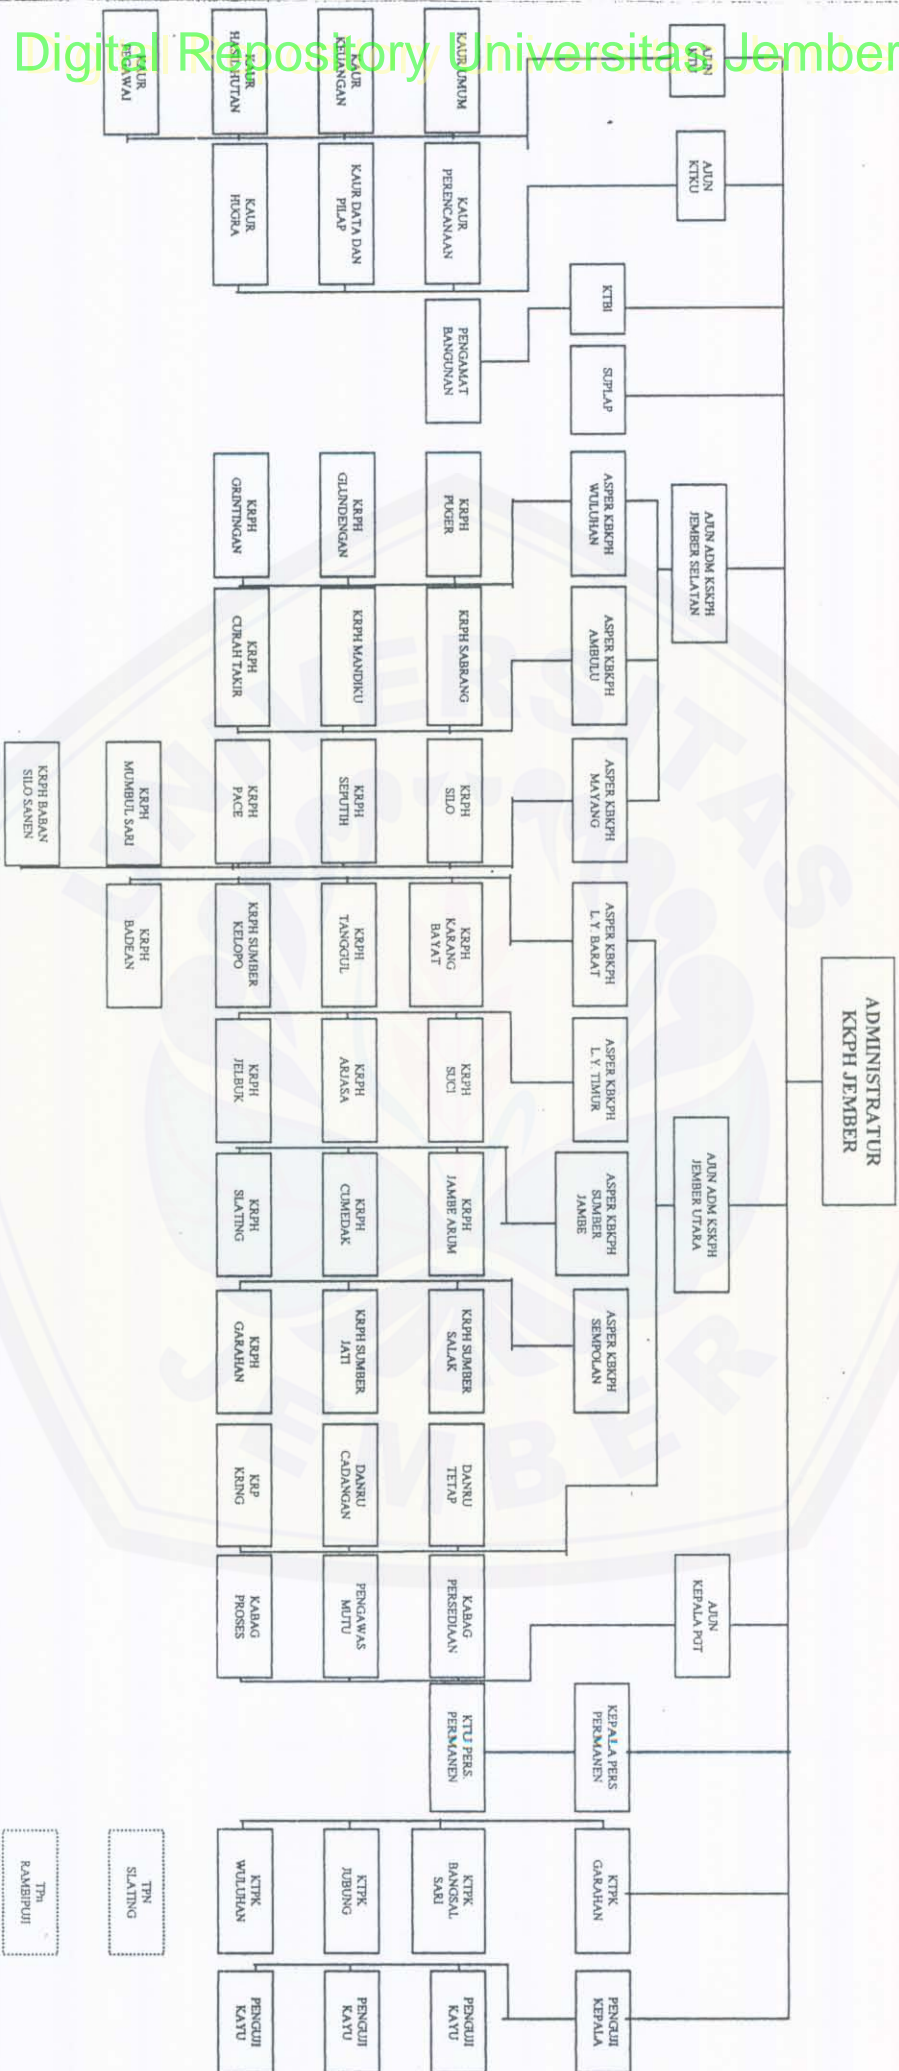 Digital Repository Universitas Jember
ADMINISTRATUR
KKPH JEMBER
AJUN
KTU
AJUN
KTKU
AJUN ADM KSKPH
JEMBER SELATAN
AJUN ADM KSKPH
JEMBER UTARA
AJUN
KEPALA PGT
KTBI
SUPLAP
ASPER KBKPH
WULUHAN
ASPER KBKPH
AMBULU
ASPER KBKPH
MAYANG
ASPER KBKPH
L.Y. BARAT
ASPER KBKPH
L.Y. TIMUR
ASPER KBKPH
SUMBER
JAMBE
ASPER KBKPH
SEMPOLAN
KEPALA PERS
PERMANEN
KTPK
GARAHAN
PENGUJI
KEPALA
KAUR UMUM
KAUR
PERENCANAAN
PENGAMAT
BANGUNAN
KRPH
PUGER
KRPH SABRANG
KRPH
SILO
KRPH
KARANG
BAYAT
KRPH
SUCI
KRPH
JAMBE ARUM
KRPH SUMBER
SALAK
DANRU
TETAP
KABAG
PERSEDIAAN
KTU PERS.
PERMANEN
KTPK
BANGSAL
SARI
PENGUJI
KAYU
KAUR
KEUANGAN
KAUR DATA DAN
PILAP
KRPH
GLUNDENGAN
KRPH MANDIKU
KRPH
SEPUTIH
KRPH
TANGGUL
KRPH
ARJASA
KRPH
CUMEDAK
KRPH SUMBER
JATI
DANRU
CADANGAN
PENGAWAS
MUTU
KTPK
JUBUNG
PENGUJI
KAYU
KAUR
HASIL HUTAN
KAUR
HUGRA
KRPH
GRINTINGAN
KRPH
CURAH TAKIR
KRPH
PACE
KRPH SUMBER
KELOPO
KRPH
JELBUK
KRPH
SLATING
KRPH
GARAHAN
KRP
KRING
KABAG
PROSES
KTPK
WULUHAN
PENGUJI
KAYU
KAUR
PEGAWAI
KRPH
MUMBUL SARI
KRPH
BADEAN
TPN
SLATING
KRPH BABAN
SILO SANEN
TPn
RAMBIPUJI
UNIVERSITAS
JEMBER